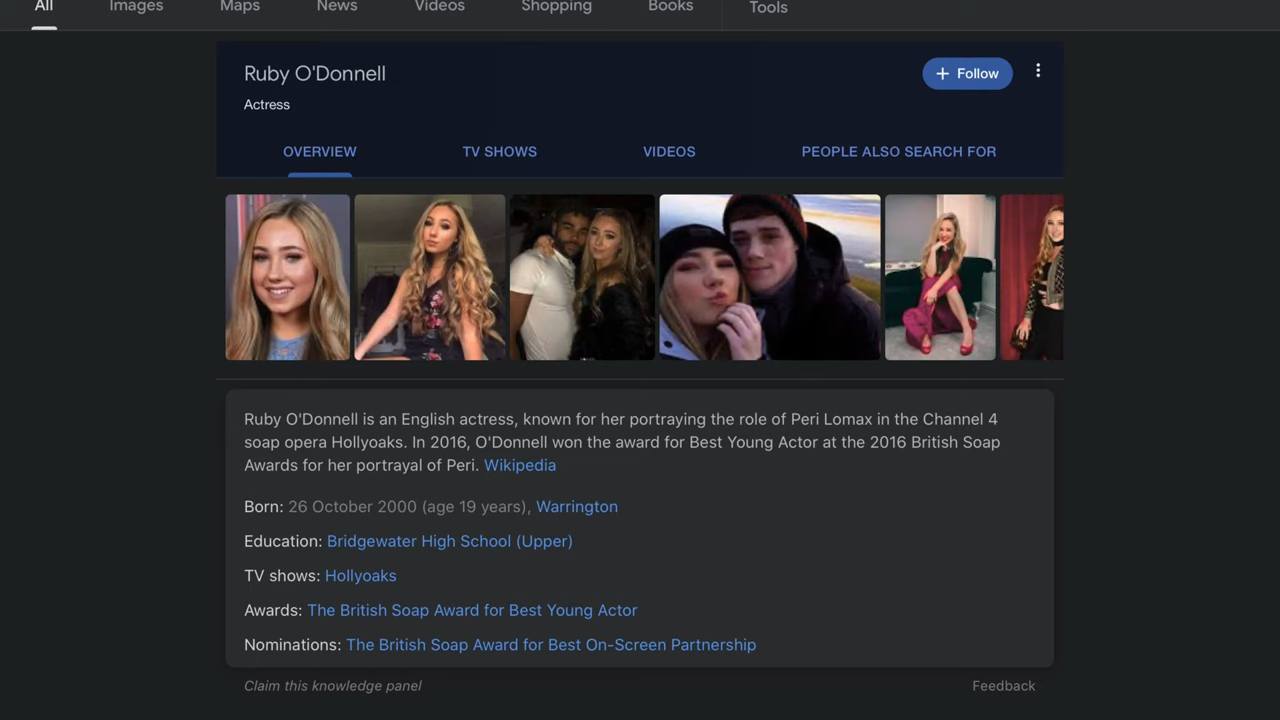 All Images Maps News Videos Shopping Books Tools
Ruby O'Donnell
+ Follow
Actress
OVERVIEW TV SHOWS VIDEOS PEOPLE ALSO SEARCH FOR
Ruby O'Donnell is an English actress, known for her portraying the role of Peri Lomax in the Channel 4
soap opera Hollyoaks. In 2016, O'Donnell won the award for Best Young Actor at the 2016 British Soap
Awards for her portrayal of Peri. Wikipedia
Born: 26 October 2000 (age 19 years), Warrington
Education: Bridgewater High School (Upper)
TV shows: Hollyoaks
Awards: The British Soap Award for Best Young Actor
Nominations: The British Soap Award for Best On-Screen Partnership
Claim this knowledge panel Feedback